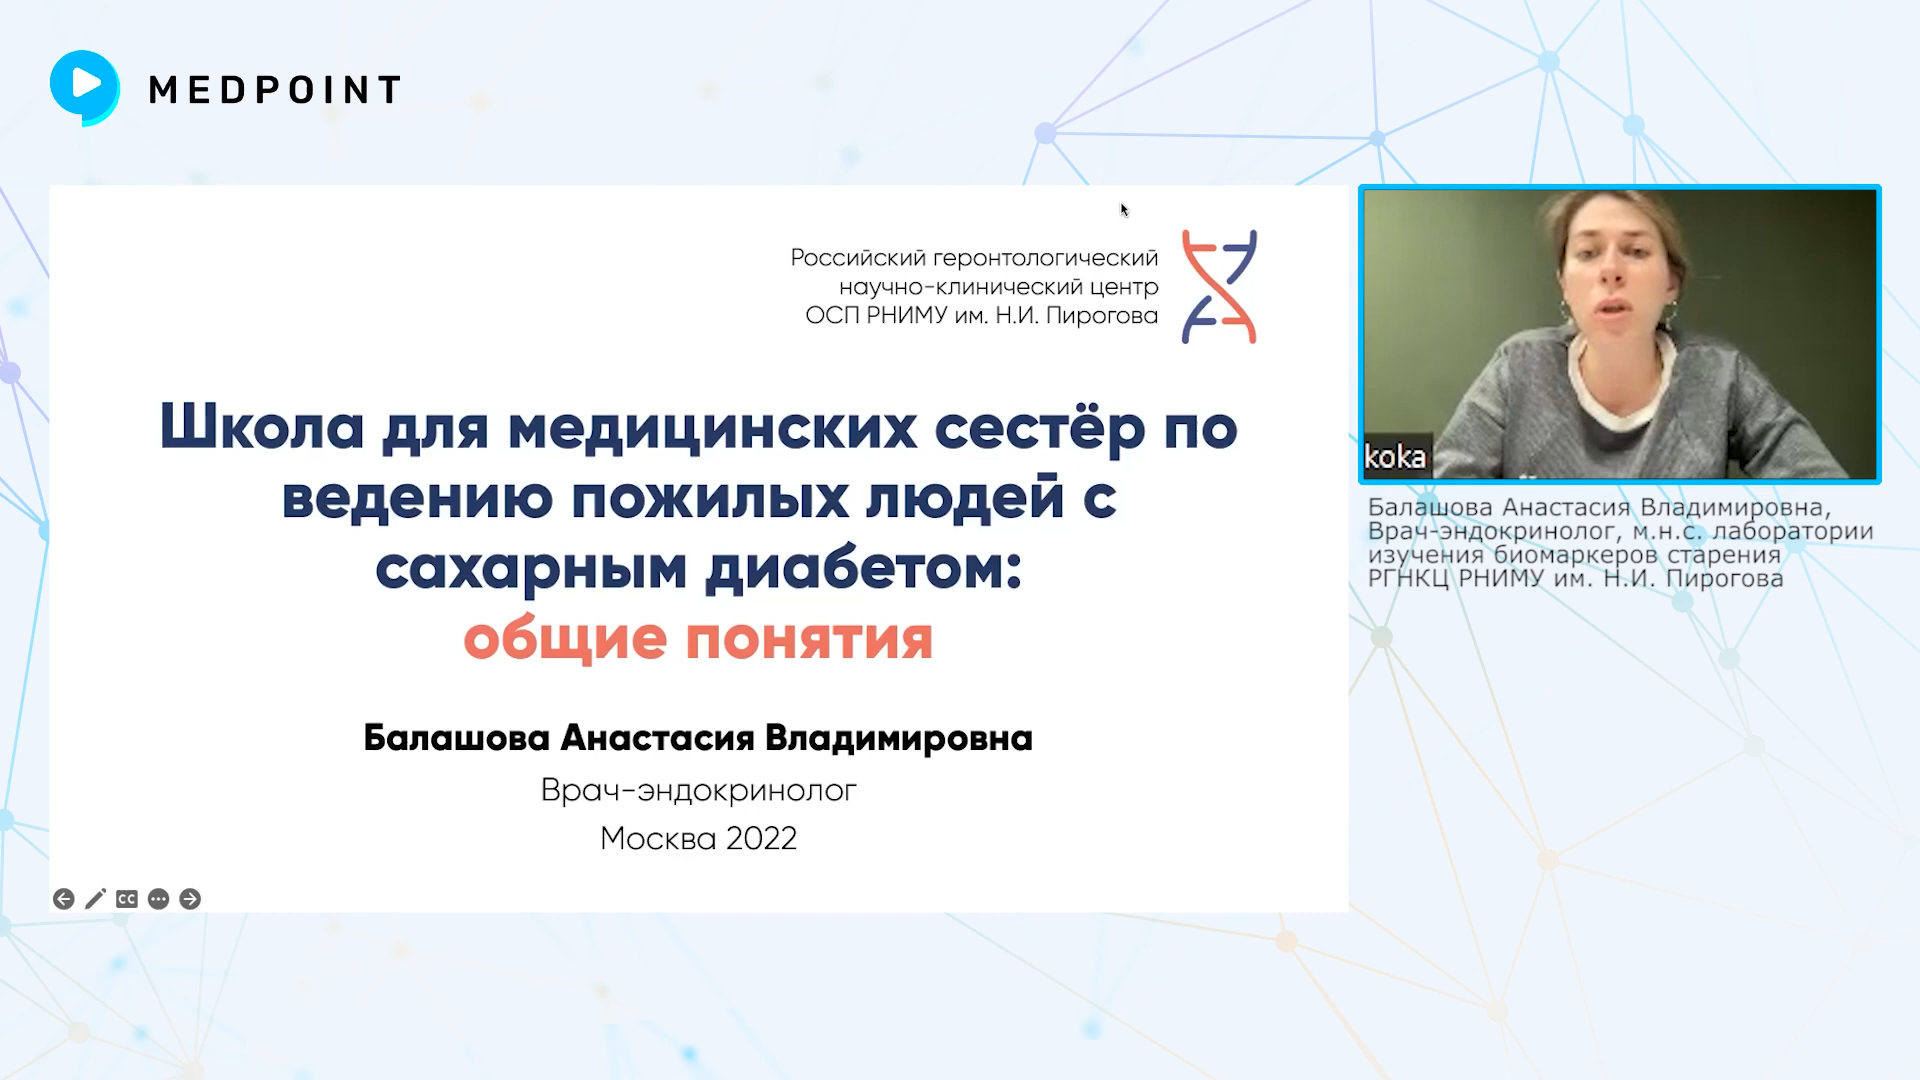 MEDPOINT
Российский геронтологический
научно-клинический центр
ОСП РНИМУ им. Н.И. Пирогова
Школа для медицинских сестёр по
ведению пожилых людей с
сахарным диабетом:
общие понятия
Балашова Анастасия Владимировна
Врач-эндокринолог
Москва 2022
CC
koka
Балашова Анастасия Владимировна,
Врач-эндокринолог, м.н.с. лаборатории
изучения биомаркеров старения
РГНКЦ РНИМУ им. Н.И. Пирогова